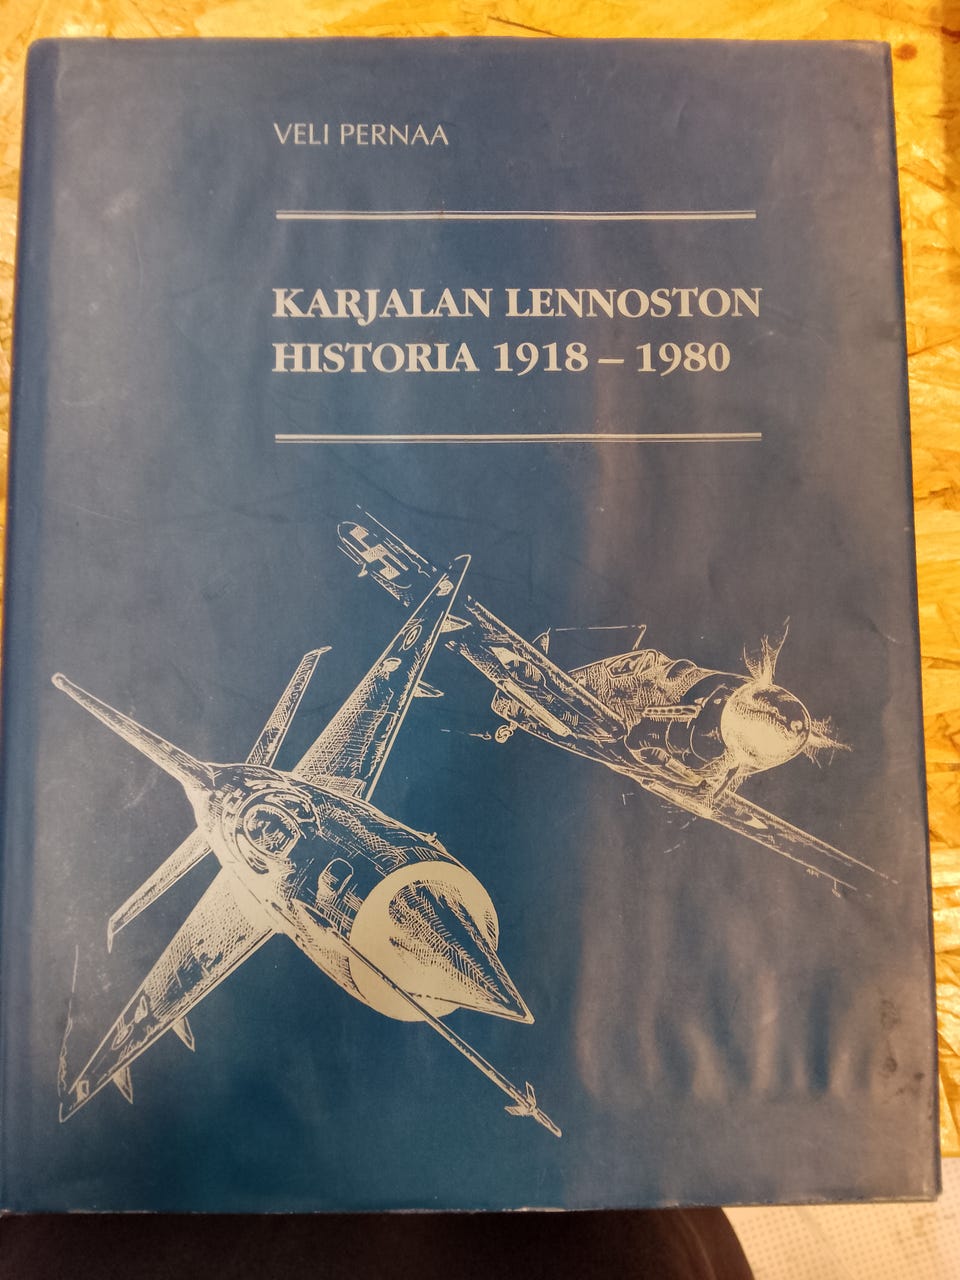 VELI PERNAA
KARJALAN LENNOSTON
HISTORIA 1918 – 1980